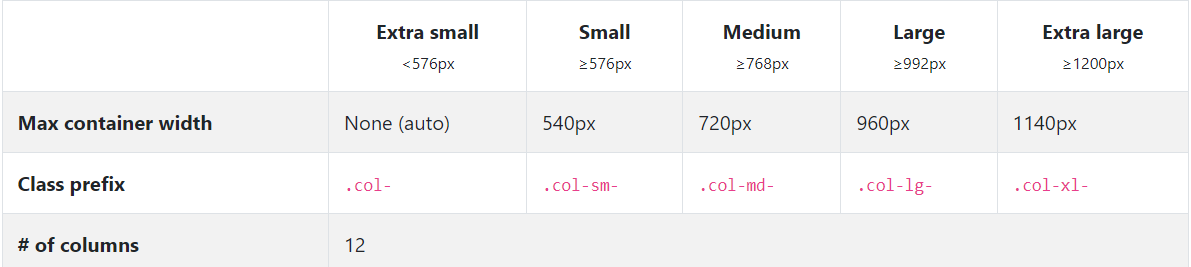 Extra small Small Medium Large Extra large
<576px ≥576px ≥768px ≥992px ≥1200px
Max container width None (auto) 540px 720px 960px 1140px
Class prefix .col- .col-sm- .col-md- .col-lg- .col-xl-
# of columns 12